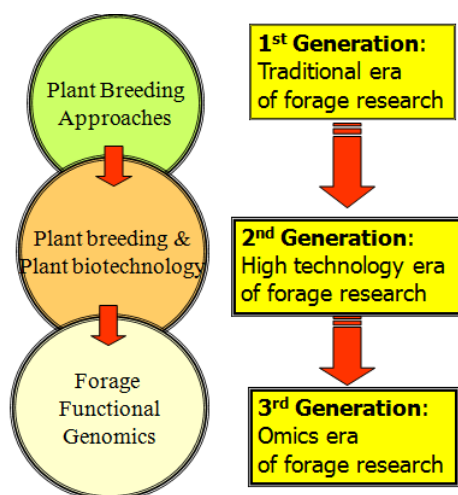 Plant Breeding
Approaches
1st Generation:
Traditional era
of forage research
Plant breeding &
Plant biotechnology
2nd Generation:
High technology era
of forage research
Forage
Functional
Genomics
3rd Generation:
Omics era
of forage research